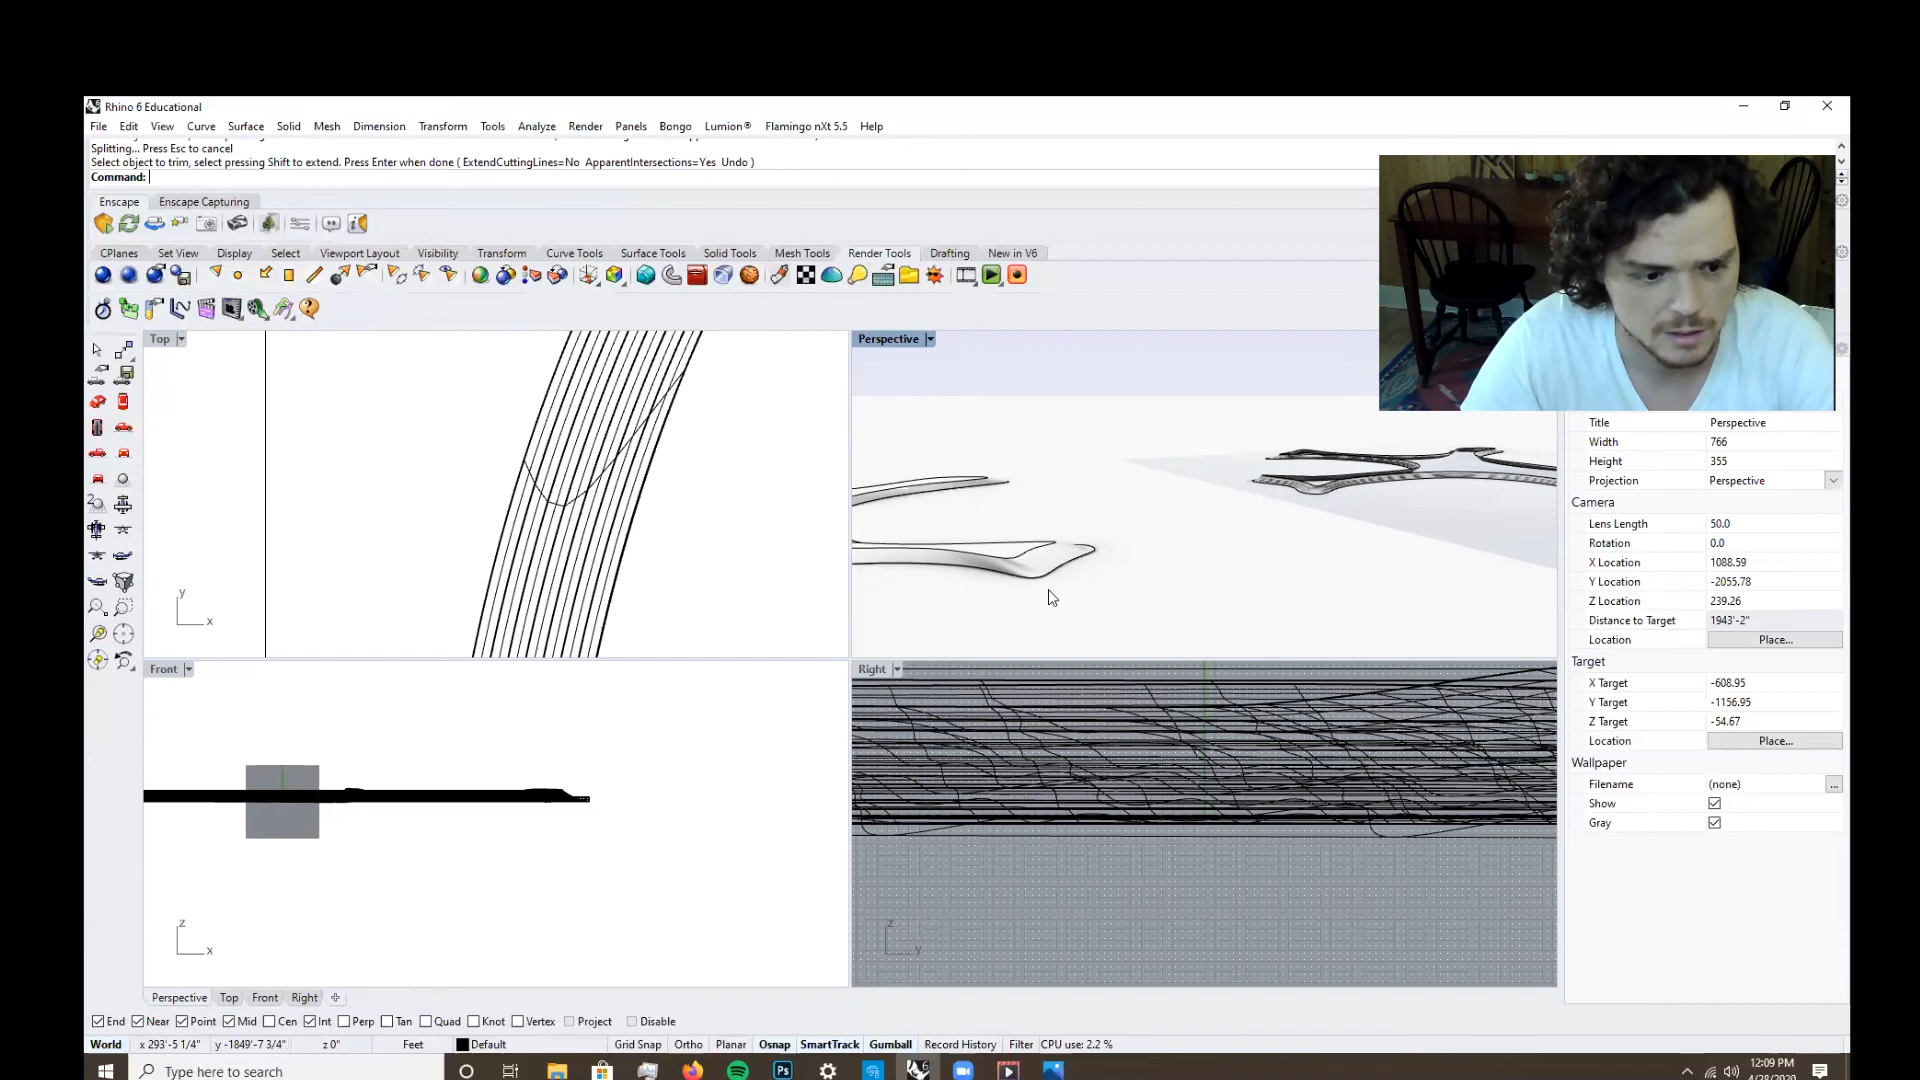 Rhino 6 Educational
File Edit View Curve Surface Solid Mesh Dimension Transform Tools Analyze Render Panels Bongo Lumion® Flamingo nXt 5.5 Help
Splitting... Press Esc to cancel
Select object to trim, select pressing Shift to extend. Press Enter when done ( ExtendCuttingLines=No ApparentIntersections=Yes Undo )
Command:
Enscape Enscape Capturing
CPlanes Set View Display Select Viewport Layout Visibility Transform Curve Tools Surface Tools Solid Tools Mesh Tools Render Tools Drafting New in V6
Top
Perspective
y
x
Front
Right
z
x
z
y
Title Perspective
Width 766
Height 355
Projection Perspective
Camera
Lens Length 50.0
Rotation 0.0
X Location 1088.59
Y Location -2055.78
Z Location 239.26
Distance to Target 1943'-2"
Location Place...
Target
X Target -608.95
Y Target -1156.95
Z Target -54.67
Location Place...
Wallpaper
Filename (none) ...
Show
Gray
Perspective Top Front Right
End Near Point Mid Cen Int Perp Tan Quad Knot Vertex Project Disable
World x 293'-5 1/4" y -1849'-7 3/4" z 0" Feet Default Grid Snap Ortho Planar Osnap SmartTrack Gumball Record History Filter CPU use: 2.2 %
Type here to search
Ps
12:09 PM